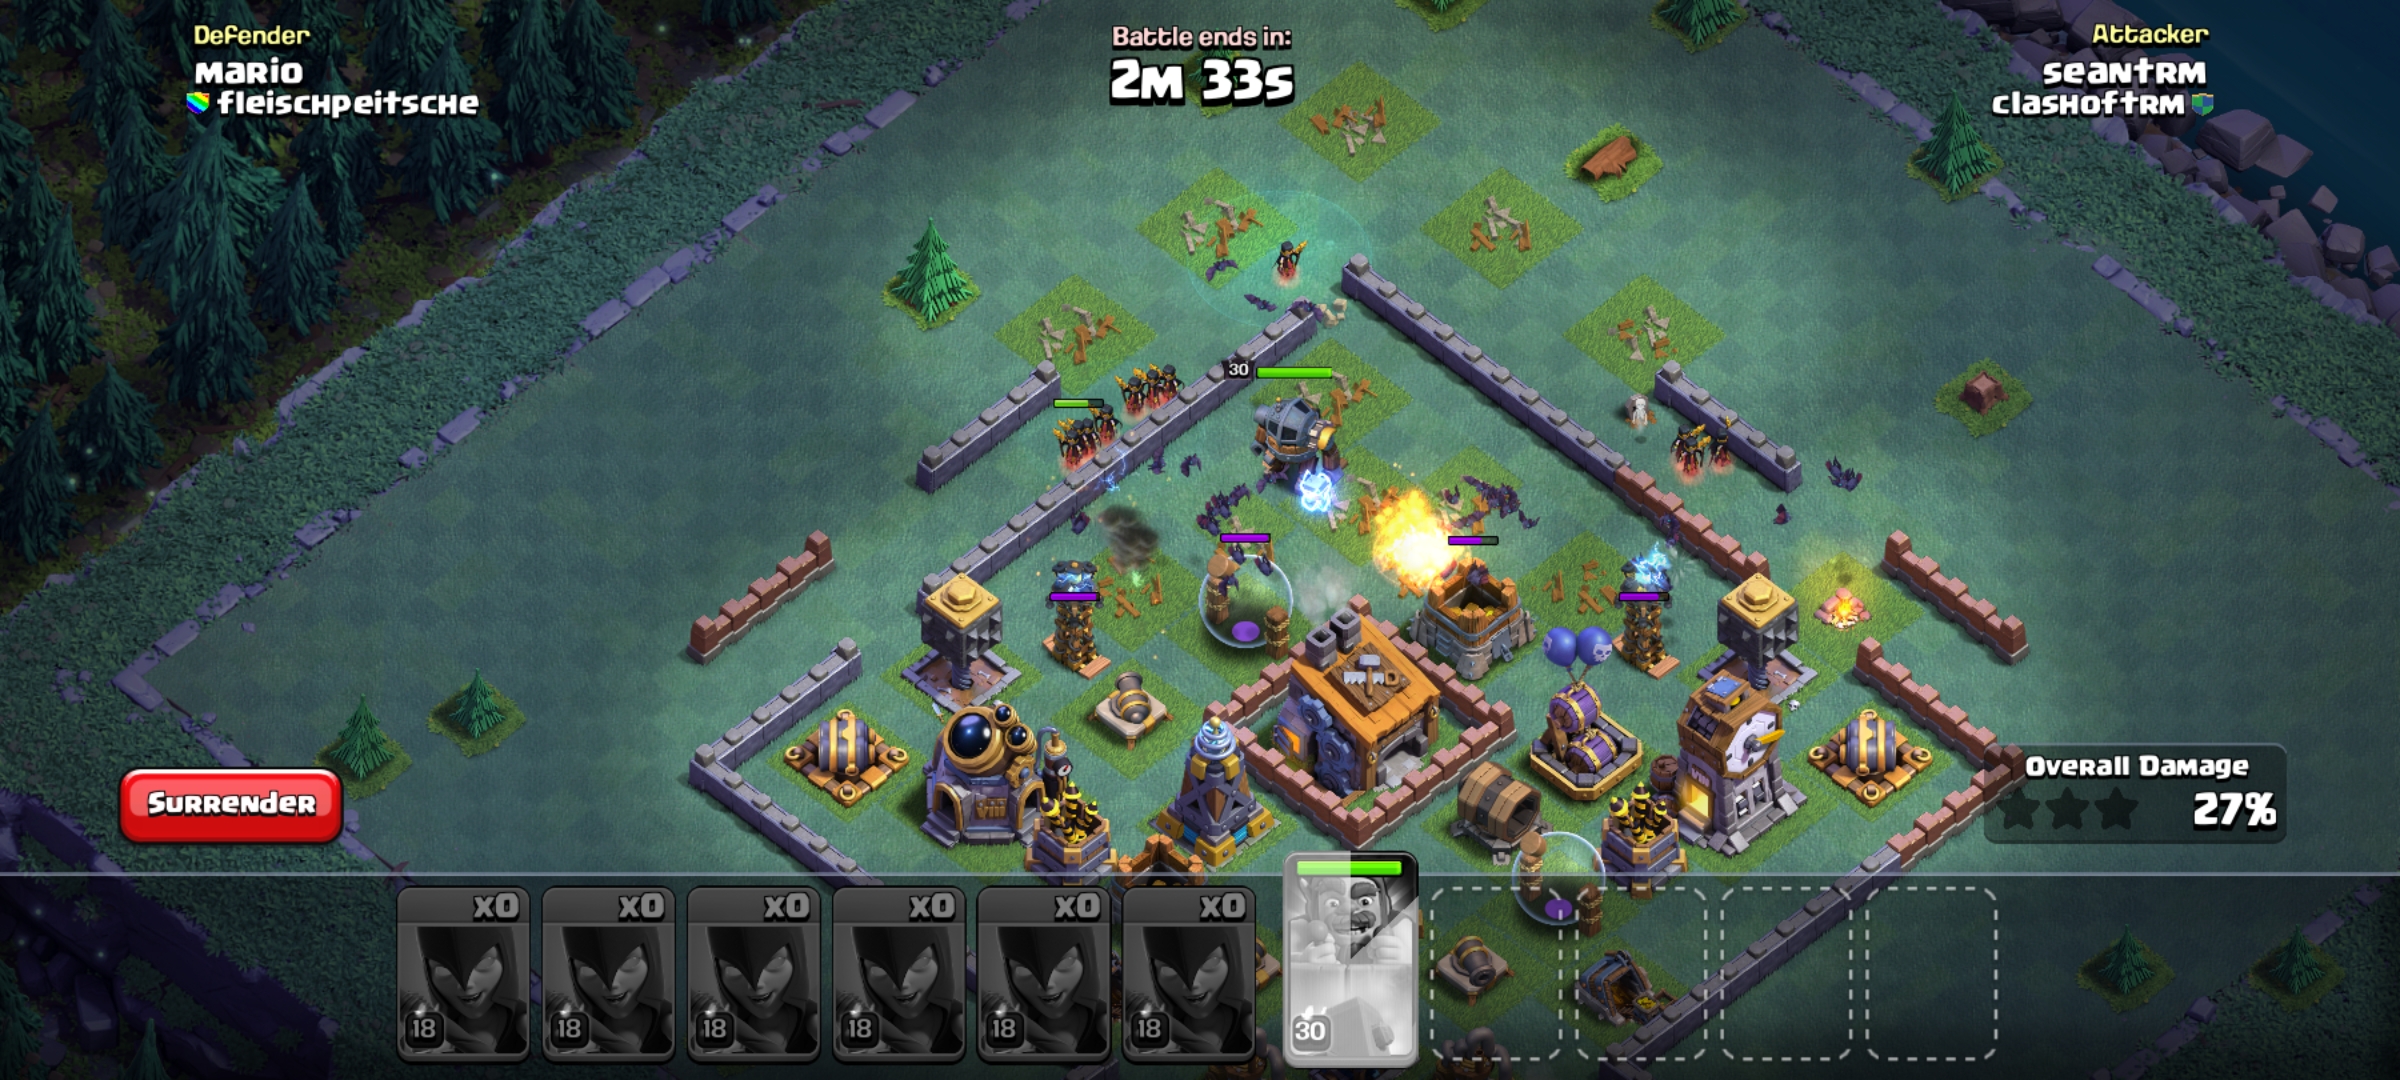 Defender
Mario
fleischpeitsche
Battle ends in:
2M 33s
Attacker
seantRM
clashoftRM
30
Surrender
Overall Damage
27%
x0
x0
x0
x0
x0
x0
18
18
18
18
18
18
30